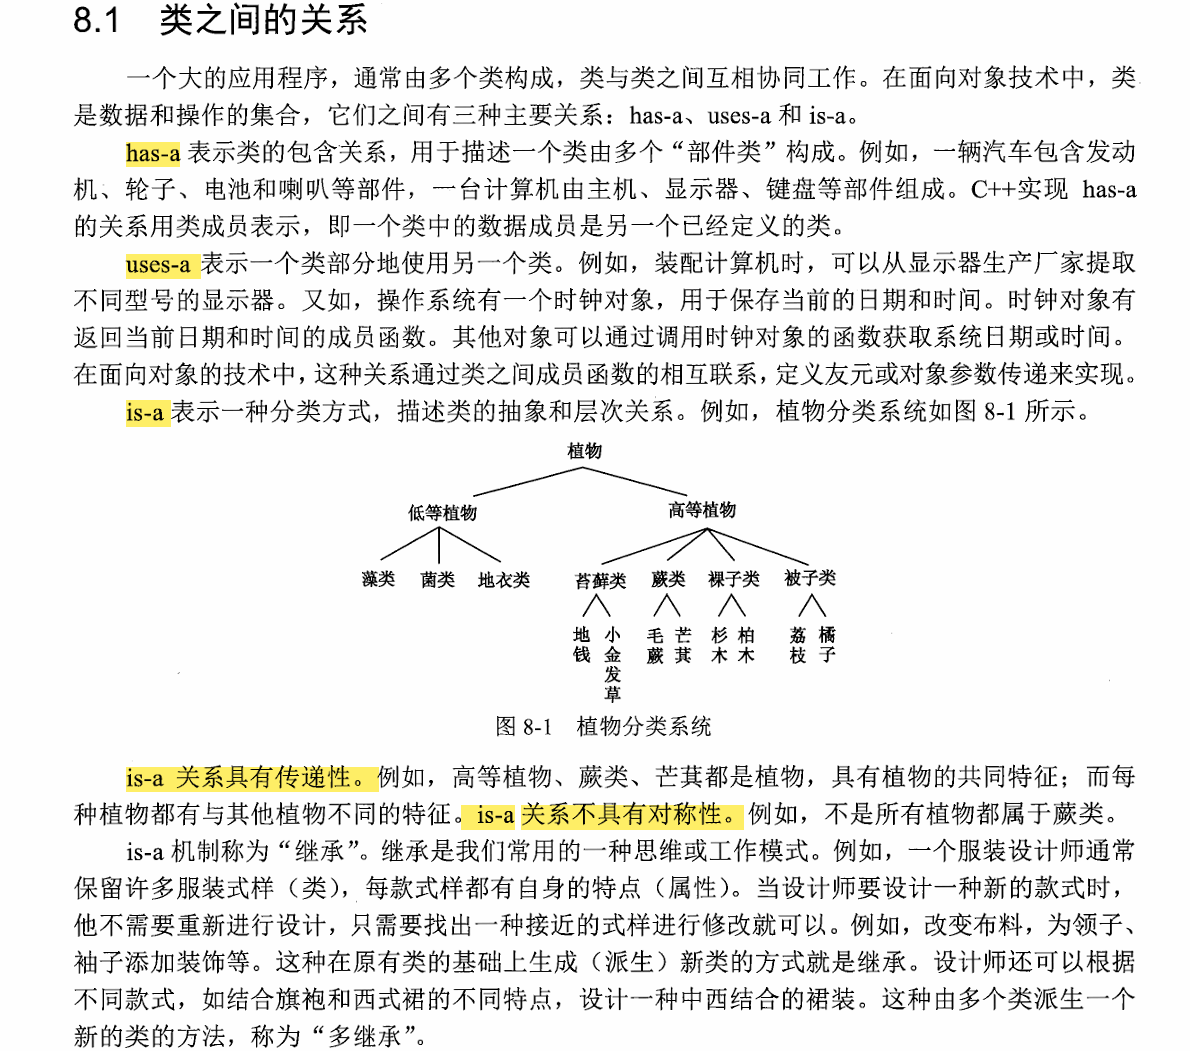 8.1 类之间的关系
一个大的应用程序，通常由多个类构成，类与类之间互相协同工作。在面向对象技术中，类
是数据和操作的集合，它们之间有三种主要关系：has-a、uses-a 和 is-a。
has-a 表示类的包含关系，用于描述一个类由多个“部件类”构成。例如，一辆汽车包含发动
机、轮子、电池和喇叭等部件，一台计算机由主机、显示器、键盘等部件组成。C++实现 has-a
的关系用类成员表示，即一个类中的数据成员是另一个已经定义的类。
uses-a 表示一个类部分地使用另一个类。例如，装配计算机时，可以从显示器生产厂家提取
不同型号的显示器。又如，操作系统有一个时钟对象，用于保存当前的日期和时间。时钟对象有
返回当前日期和时间的成员函数。其他对象可以通过调用时钟对象的函数获取系统日期或时间。
在面向对象的技术中，这种关系通过类之间成员函数的相互联系，定义友元或对象参数传递来实现。
is-a 表示一种分类方式，描述类的抽象和层次关系。例如，植物分类系统如图 8-1 所示。
植物
低等植物 高等植物
藻类 菌类 地衣类 苔藓类 蕨类 裸子类 被子类
地钱 小金发草 毛蕨 芒萁 杉木 柏木 荔枝 橘子
图 8-1 植物分类系统
is-a 关系具有传递性。例如，高等植物、蕨类、芒萁都是植物，具有植物的共同特征；而每
种植物都有与其他植物不同的特征。is-a 关系不具有对称性。例如，不是所有植物都属于蕨类。
is-a 机制称为“继承”。继承是我们常用的一种思维或工作模式。例如，一个服装设计师通常
保留许多服装式样（类），每款式样都有自身的特点（属性）。当设计师要设计一种新的款式时，
他不需要重新进行设计，只需要找出一种接近的式样进行修改就可以。例如，改变布料，为领子、
袖子添加装饰等。这种在原有类的基础上生成（派生）新类的方式就是继承。设计师还可以根据
不同款式，如结合旗袍和西式裙的不同特点，设计一种中西结合的裙装。这种由多个类派生一个
新的类的方法，称为“多继承”。